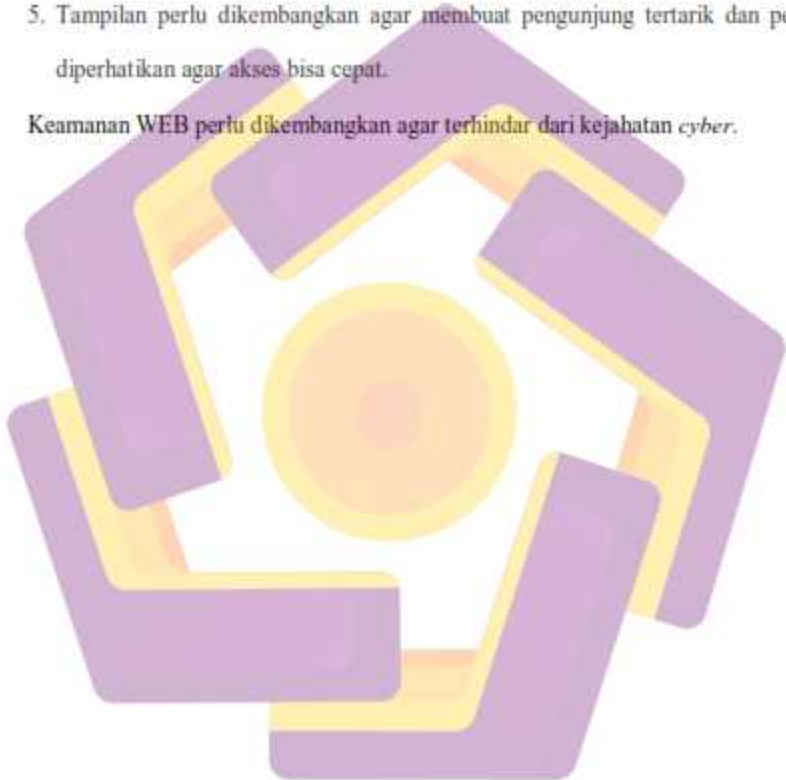 5. Tampilan perlu dikembangkan agar membuat pengunjung tertarik dan
diperhatikan agar akses bisa cepat.
Keamanan WEB perlu dikembangkan agar terhindar dari kejahatan cyber.